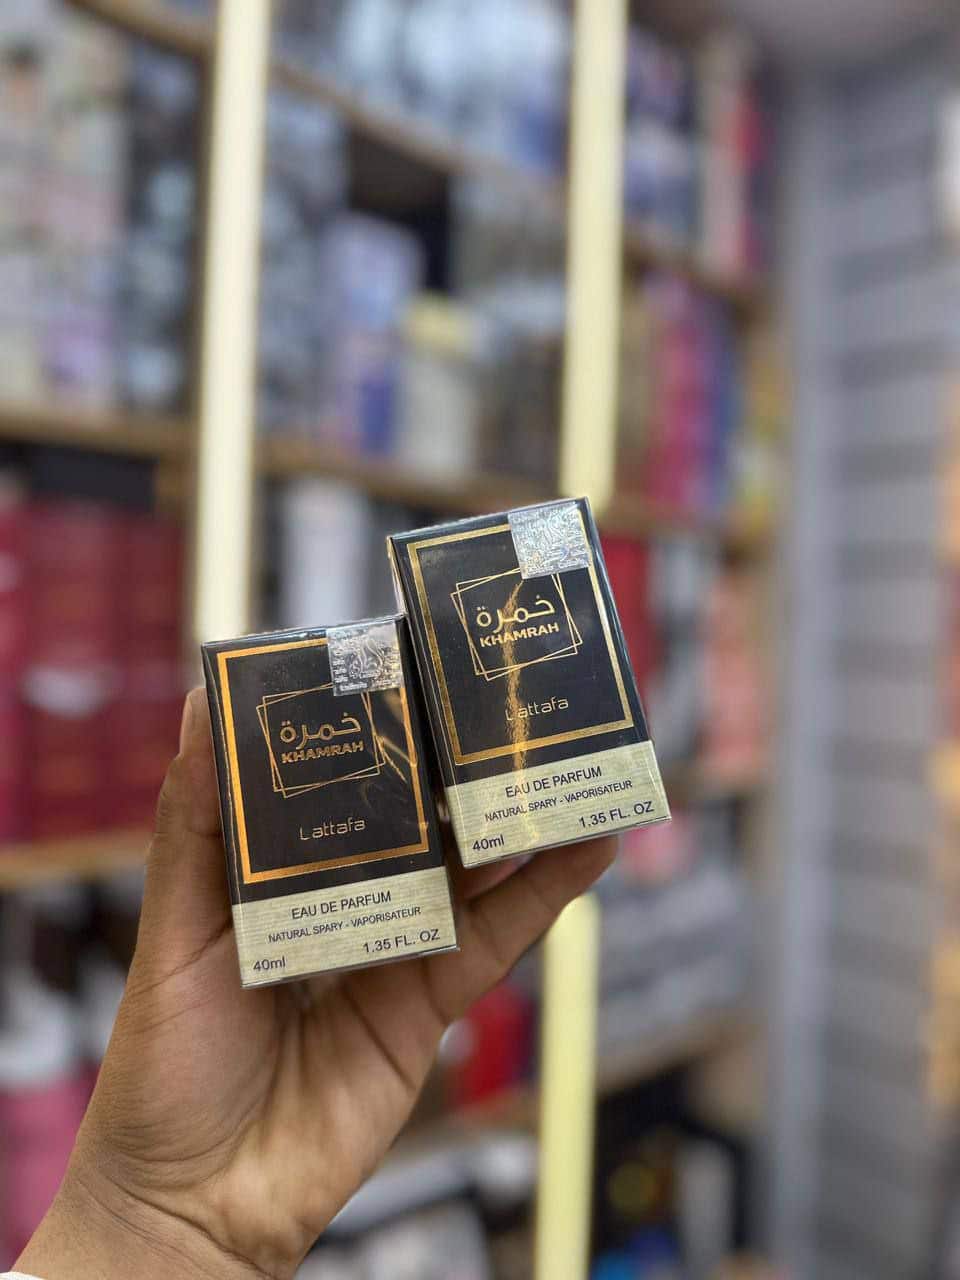 خمرة
KHAMRAH
Lattafa
EAU DE PARFUM
NATURAL SPARY - VAPORISATEUR
40ml 1.35 FL. OZ
خمرة
KHAMRAH
Lattafa
EAU DE PARFUM
NATURAL SPARY - VAPORISATEUR
40ml 1.35 FL. OZ